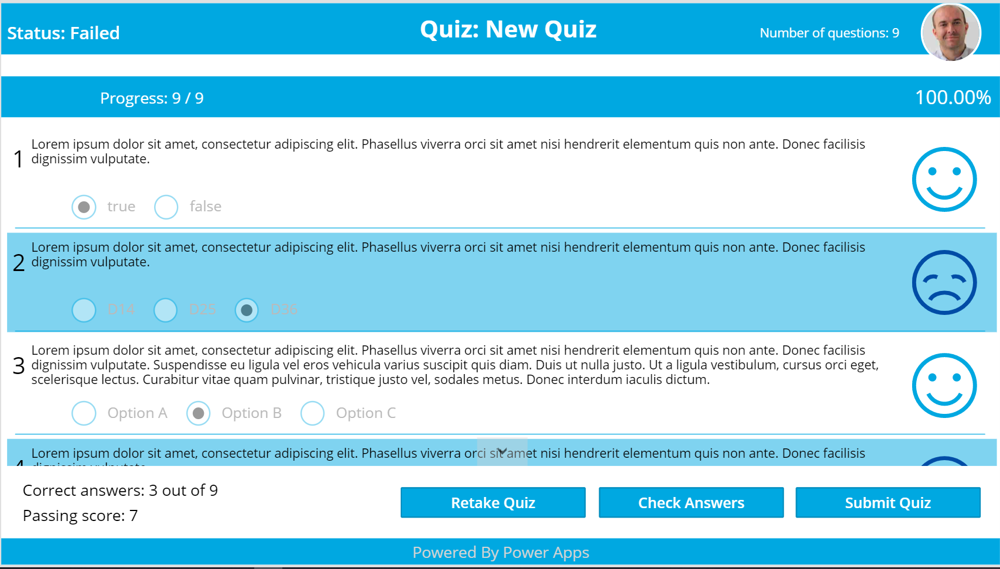 Status: Failed
Quiz: New Quiz
Number of questions: 9
Progress: 9 / 9
100.00%
1
Lorem ipsum dolor sit amet, consectetur adipiscing elit. Phasellus viverra orci sit amet nisi hendrerit elementum quis non ante. Donec facilisis
dignissim vulputate.
true false
2
Lorem ipsum dolor sit amet, consectetur adipiscing elit. Phasellus viverra orci sit amet nisi hendrerit elementum quis non ante. Donec facilisis
dignissim vulputate.
D14 D25 D36
3
Lorem ipsum dolor sit amet, consectetur adipiscing elit. Phasellus viverra orci sit amet nisi hendrerit elementum quis non ante. Donec facilisis
dignissim vulputate. Suspendisse eu ligula vel eros vehicula varius suscipit quis diam. Duis ut nulla justo. Ut a ligula vestibulum, cursus orci eget,
scelerisque lectus. Curabitur vitae quam pulvinar, tristique justo vel, sodales metus. Donec interdum iaculis dictum.
Option A Option B Option C
Lorem ipsum dolor sit amet, consectetur adipiscing elit. Phasellus viverra orci sit amet nisi hendrerit elementum quis non ante. Donec facilisis
Correct answers: 3 out of 9
Passing score: 7
Retake Quiz
Check Answers
Submit Quiz
Powered By Power Apps